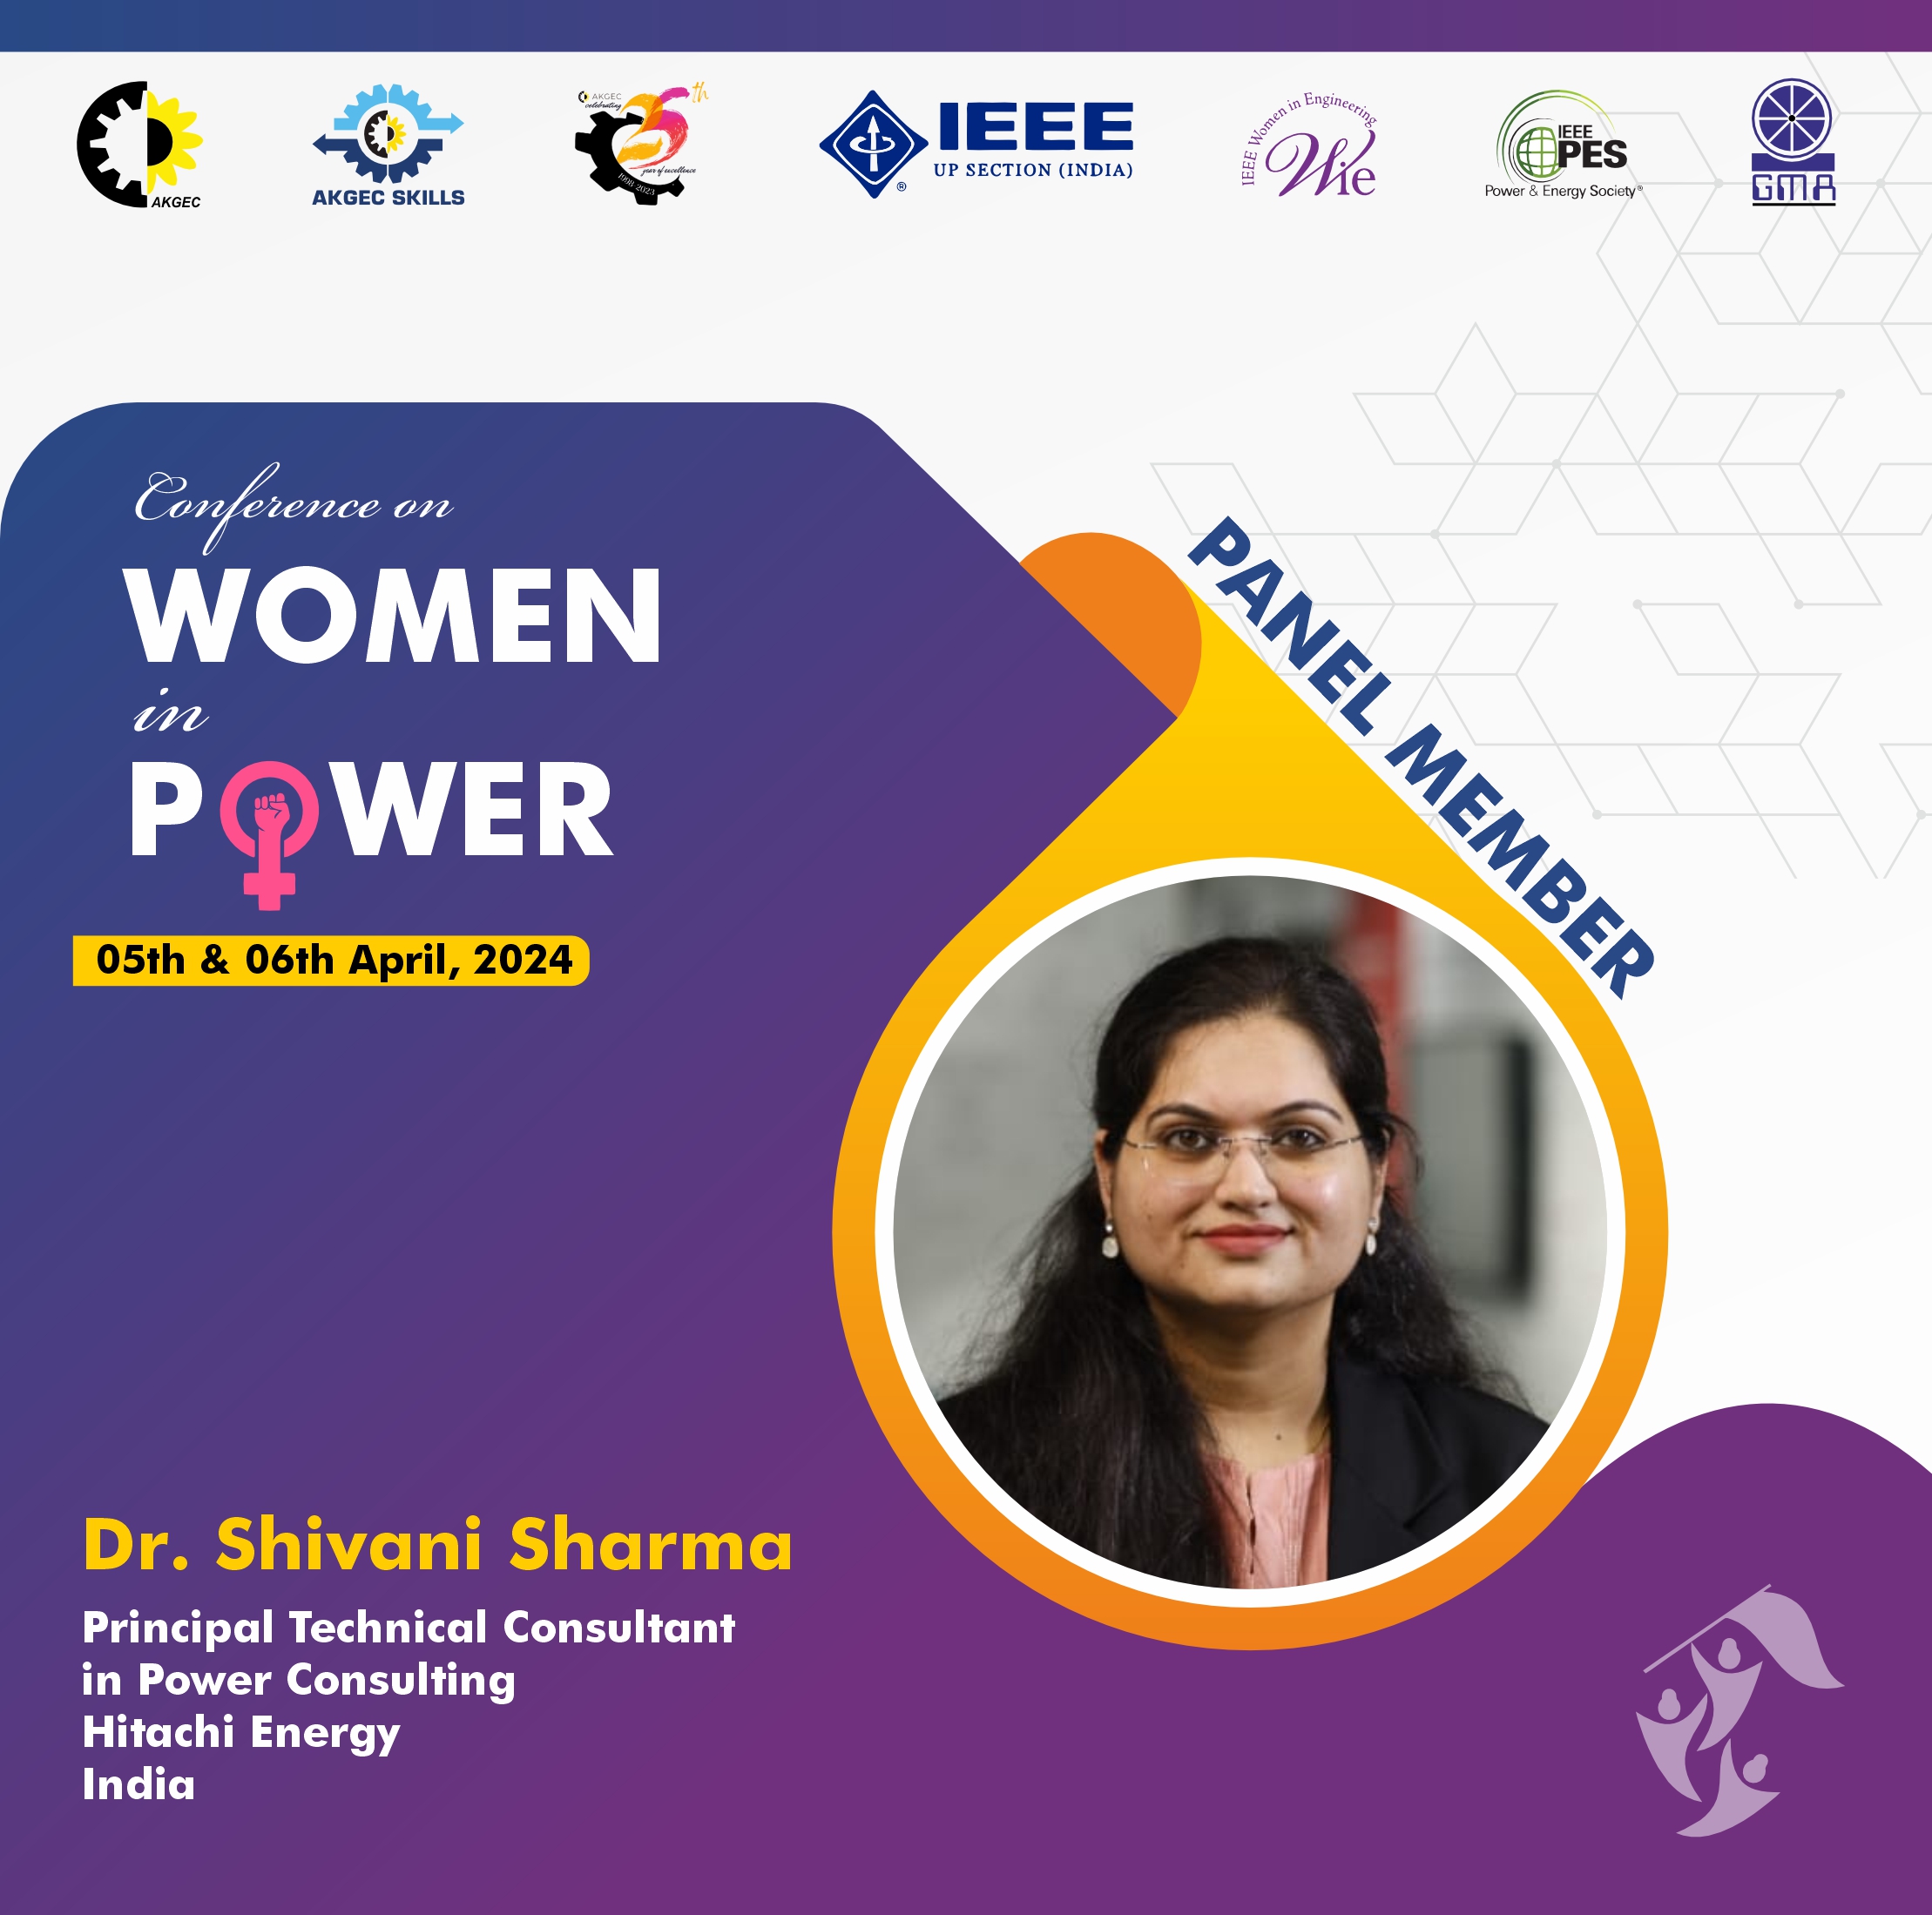 AKGEC
AKGEC SKILLS
AKGEC
celebrating
25th
year of excellence
1998-2023
IEEE
UP SECTION (INDIA)
®
IEEE Women in Engineering
Wie
IEEE
PES
Power & Energy Society®
GMR
Conference on
WOMEN
in
POWER
05th & 06th April, 2024
PANEL MEMBER
Dr. Shivani Sharma
Principal Technical Consultant
in Power Consulting
Hitachi Energy
India